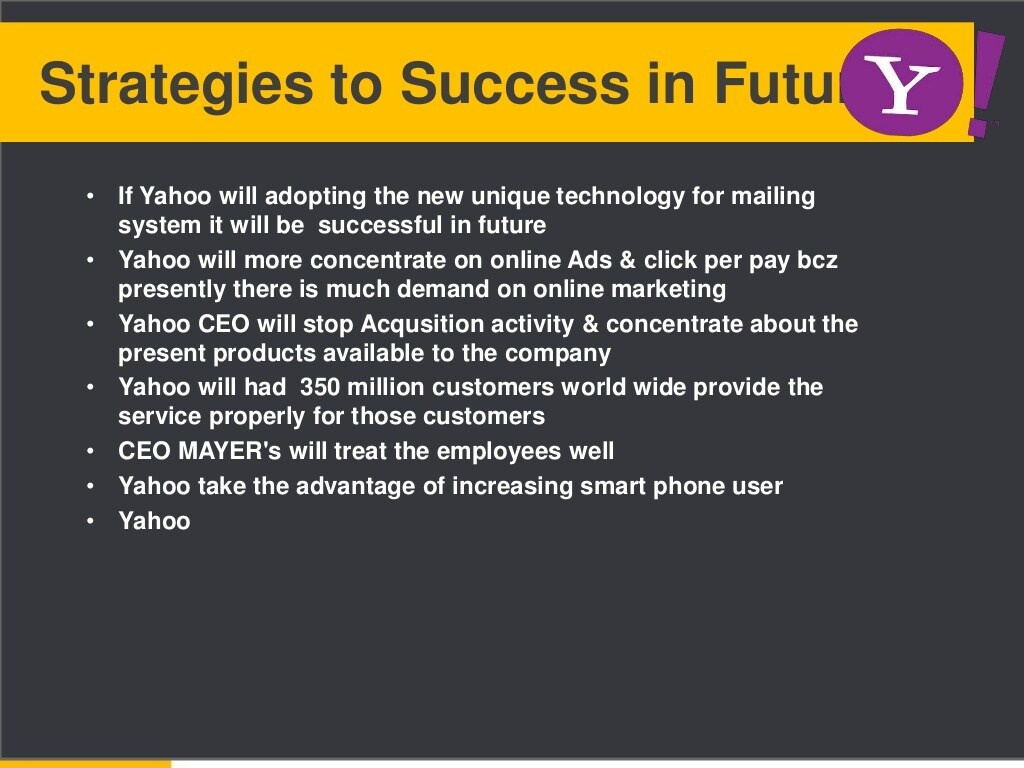 Strategies to Success in Futur
Y!
• If Yahoo will adopting the new unique technology for mailing
system it will be  successful in future
• Yahoo will more concentrate on online Ads & click per pay bcz
presently there is much demand on online marketing
• Yahoo CEO will stop Acqusition activity & concentrate about the
present products available to the company
• Yahoo will had  350 million customers world wide provide the
service properly for those customers
• CEO MAYER's will treat the employees well
• Yahoo take the advantage of increasing smart phone user
• Yahoo